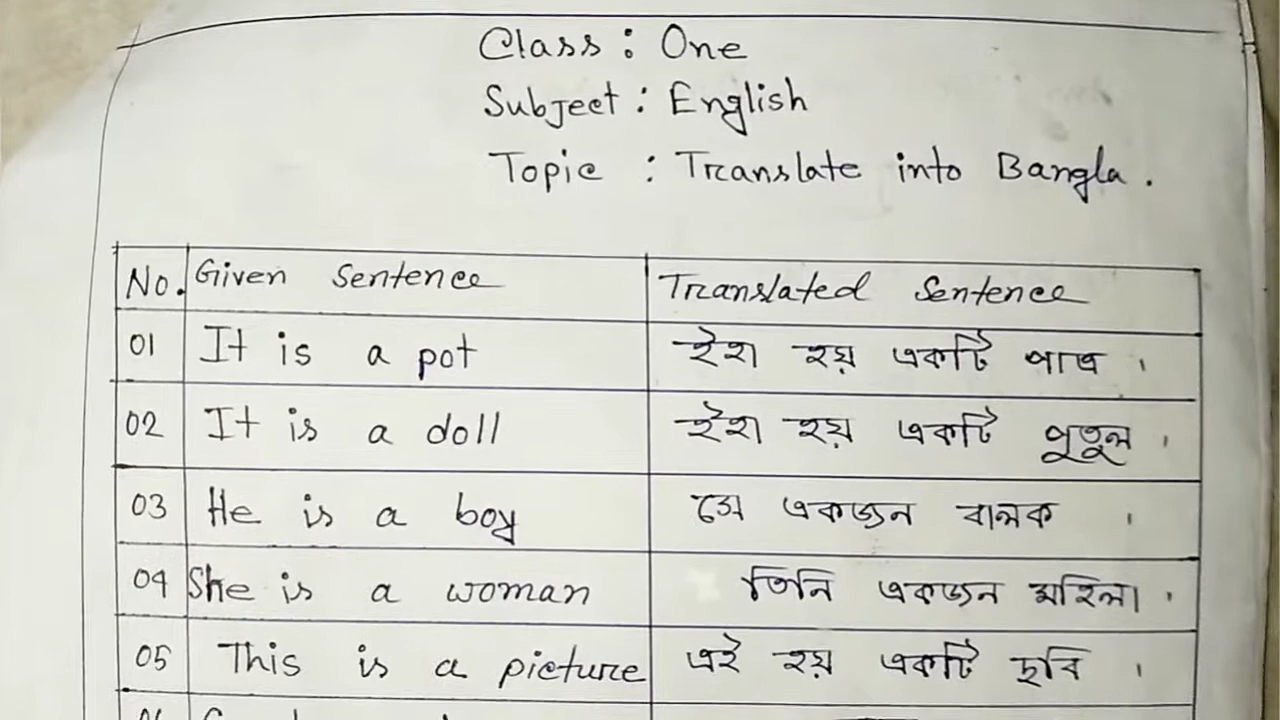 Class : One
Subject : English
Topic : Translate into Bangla.
No. Given sentence Translated Sentence
01 It is a pot ইহা হয় একটি পাত্র ।
02 It is a doll ইহা হয় একটি পুতুল ।
03 He is a boy সে একজন বালক ।
04 She is a woman তিনি একজন মহিলা।
05 This is a picture এই হয় একটি ছবি ।